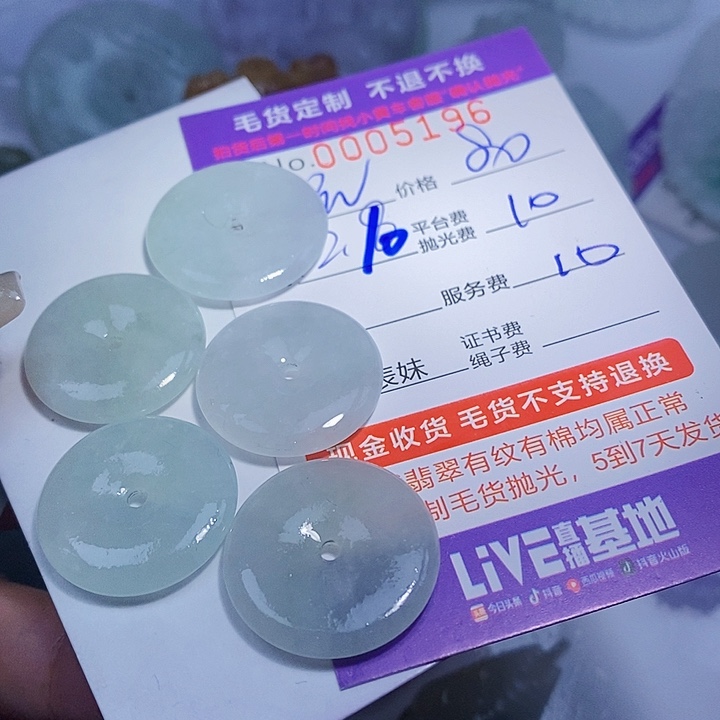 毛货定制 不退不换
No.0005196
价格 80
平台费
抛光费 10
服务费 10
证书费
绳子费
表妹
现金收货 毛货不支持退换
翡翠有纹有棉均属正常
制毛货抛光，5到7天发货
LiVE直播基地
今日头条 抖音 西瓜视频 抖音火山版